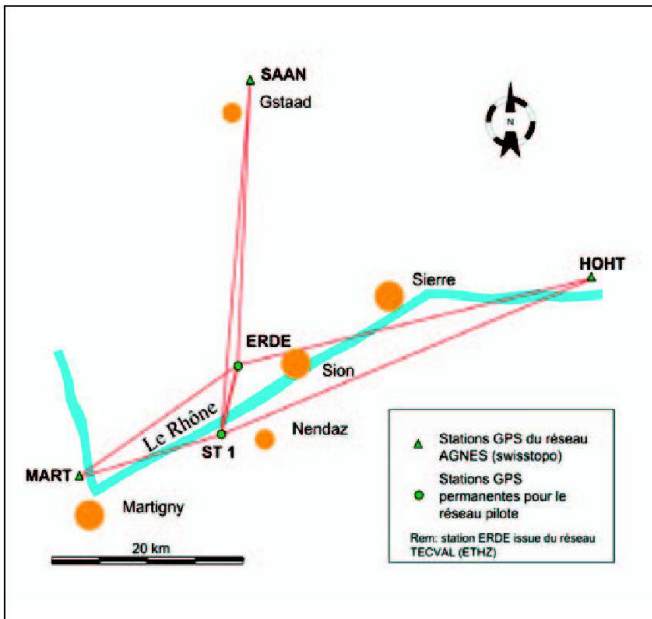 SAAN
Gstaad
N
HOHT
Sierre
ERDE
Sion
Le Rhône
Nendaz
ST 1
MART
Martigny
20 km
Stations GPS du réseau
AGNES (swisstopo)
Stations GPS
permanentes pour le
réseau pilote
Rem: station ERDE issue du réseau
TECVAL (ETHZ)